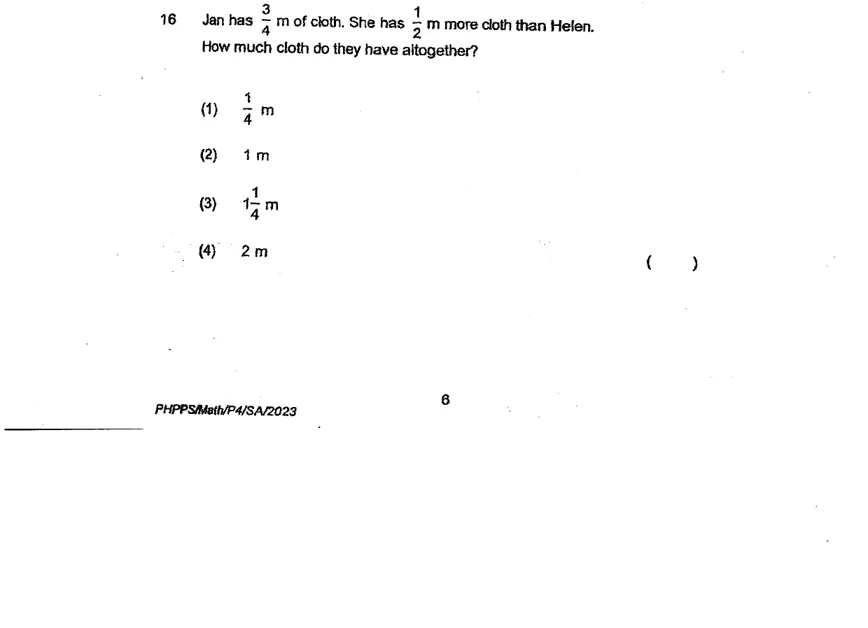 16 Jan has 3/4 m of cloth. She has 1/2 m more cloth than Helen.
How much cloth do they have altogether?
(1) 1/4 m
(2) 1 m
(3) 1 1/4 m
(4) 2 m
( )
6
PHPPS/Math/P4/SA/2023